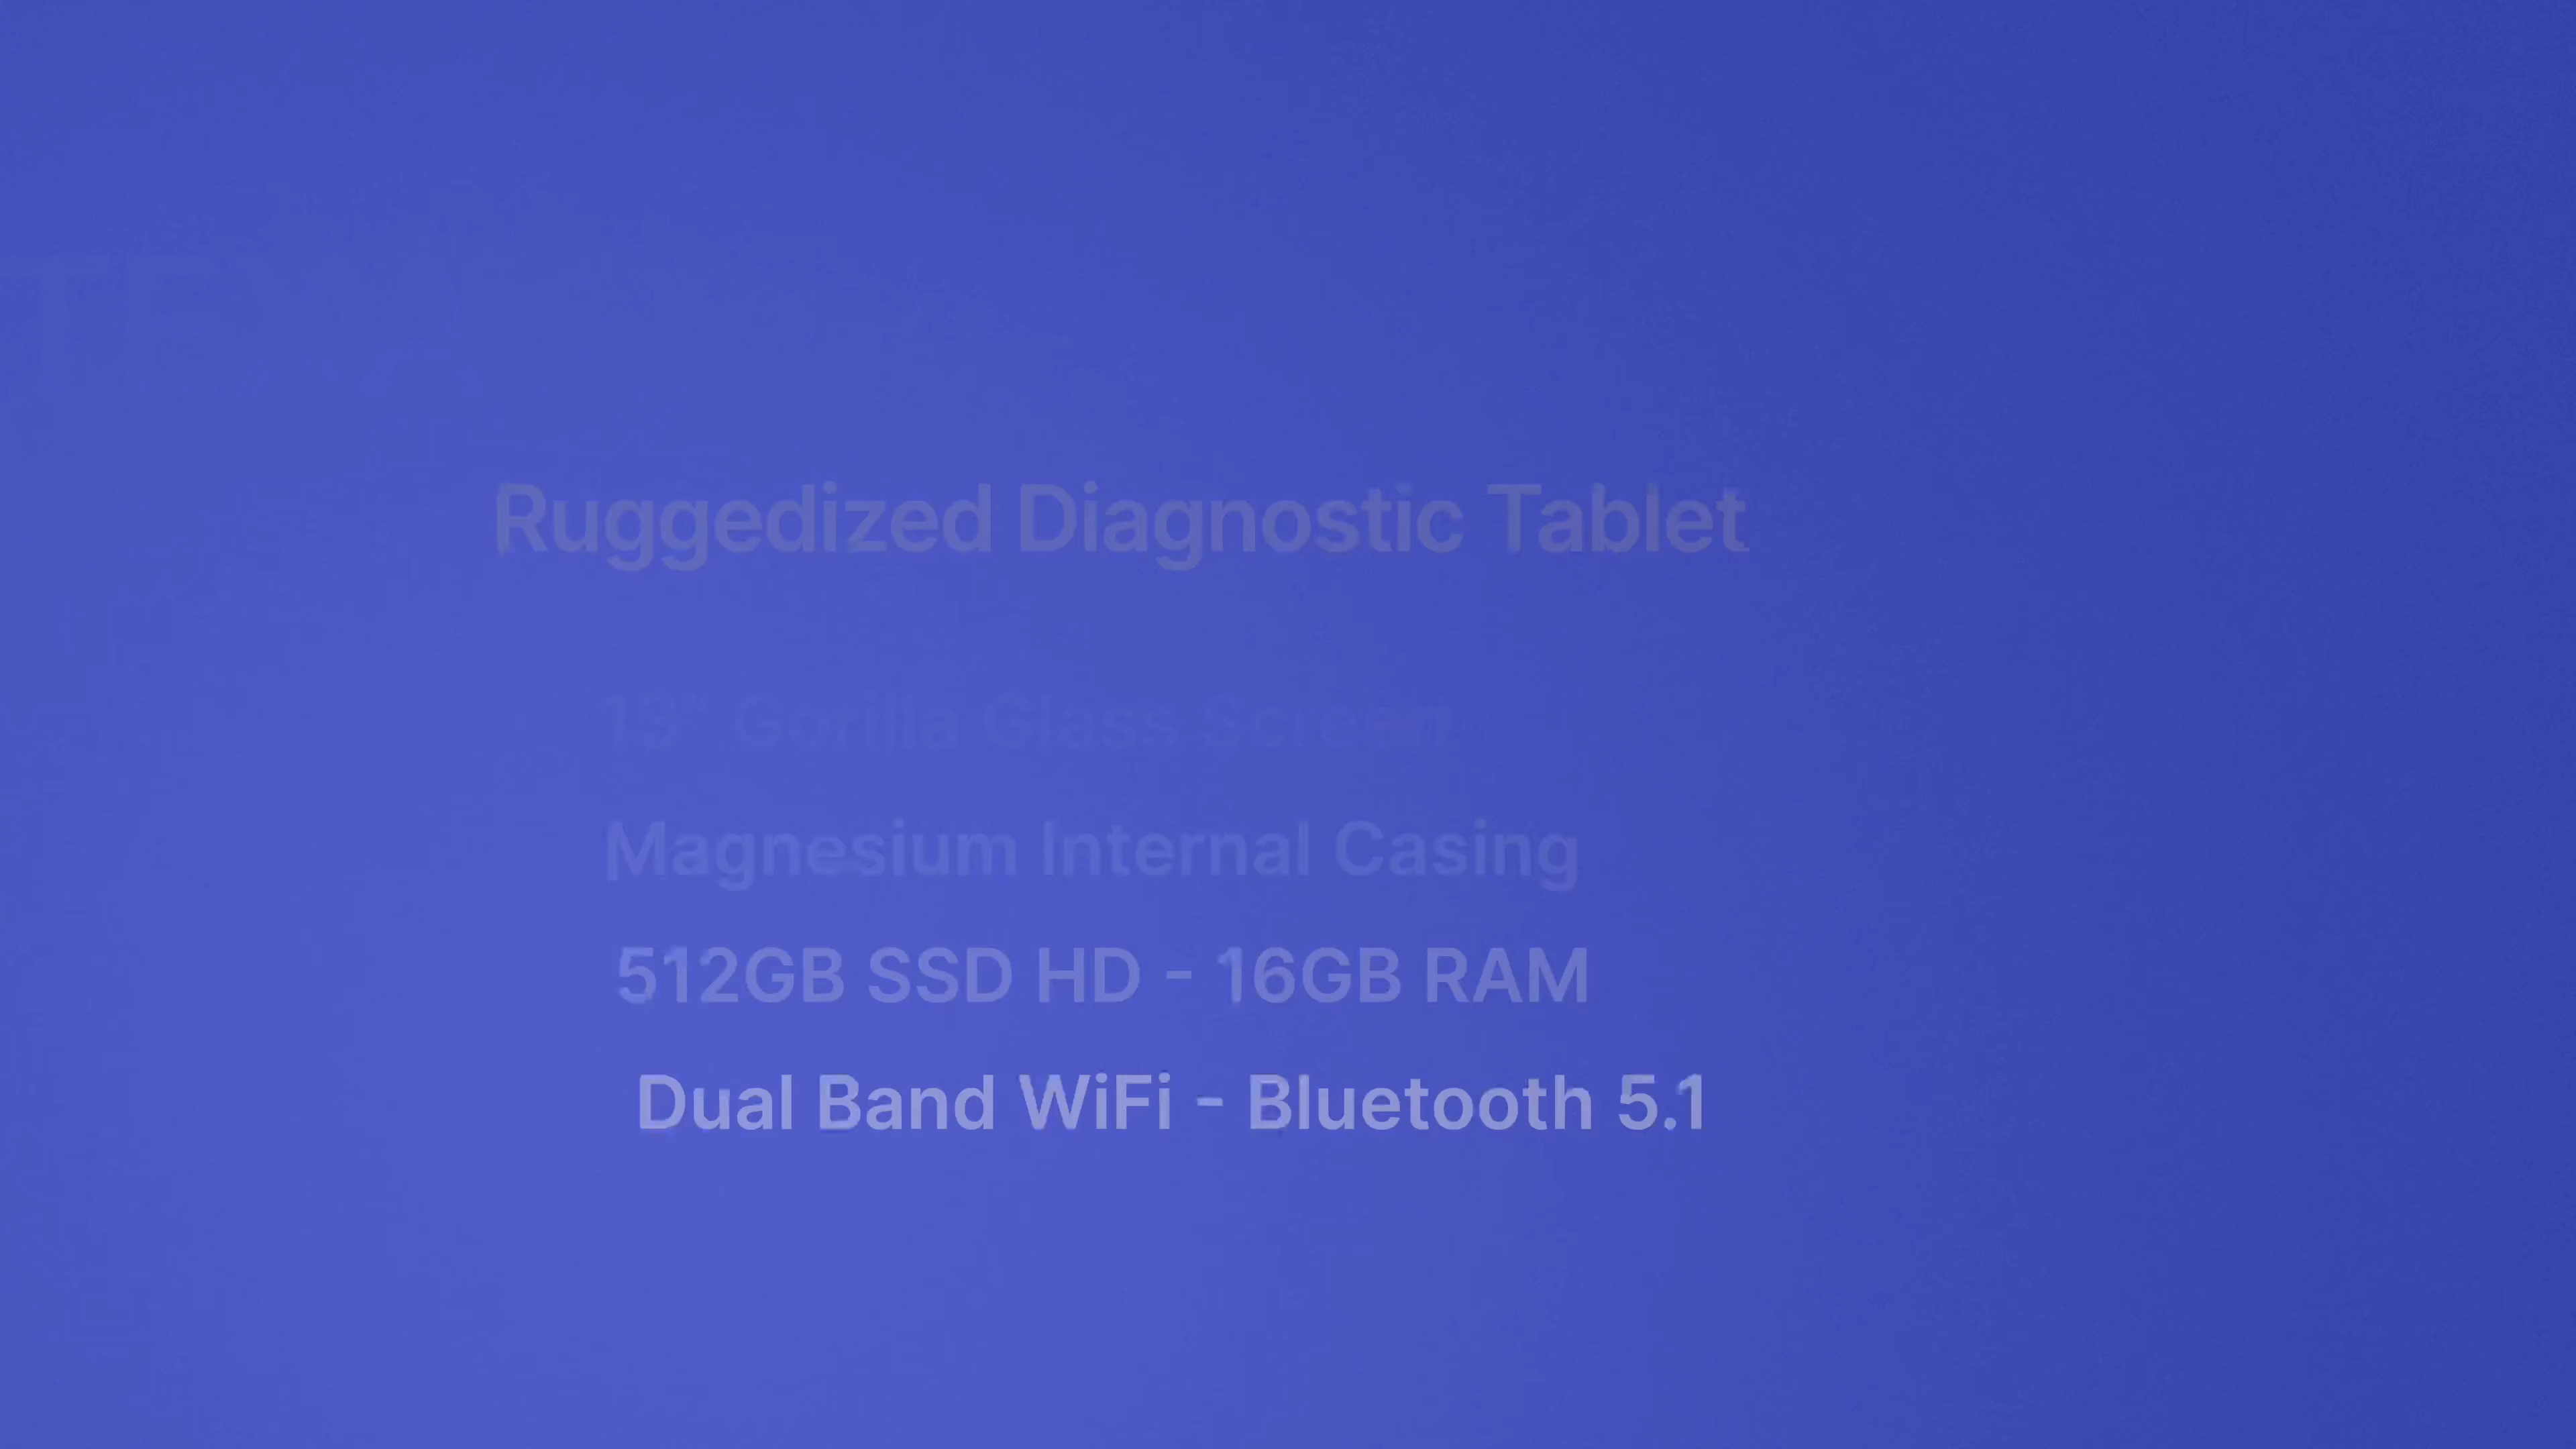 TEXA
Ruggedized Diagnostic Tablet
13" Gorilla Glass Screen
Magnesium Internal Casing
512GB SSD HD - 16GB RAM
Dual Band WiFi - Bluetooth 5.1